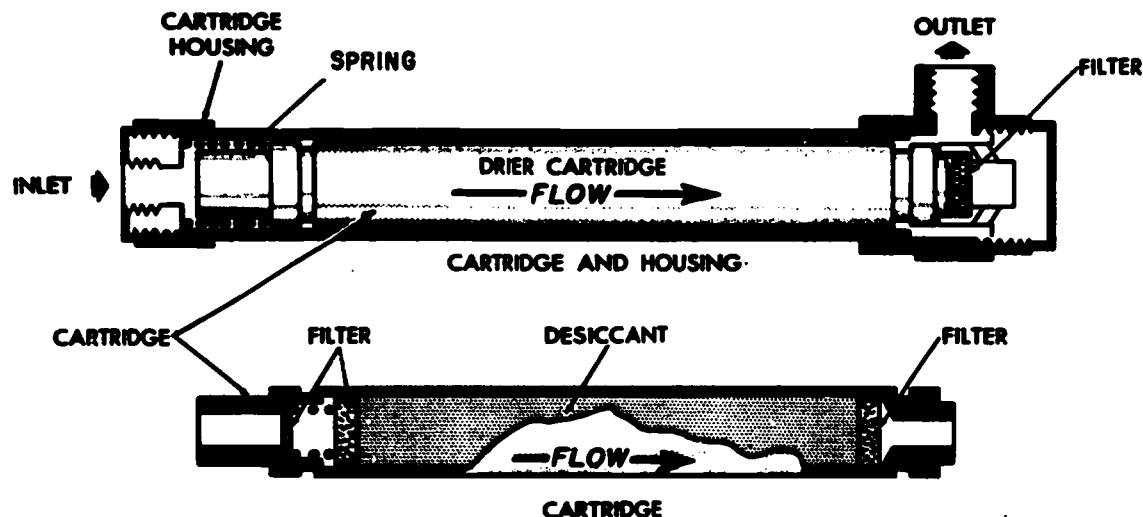 CARTRIDGE
HOUSING
SPRING
OUTLET
FILTER
INLET
DRIER CARTRIDGE
FLOW
CARTRIDGE AND HOUSING
CARTRIDGE
FILTER
DESICCANT
FILTER
FLOW
CARTRIDGE